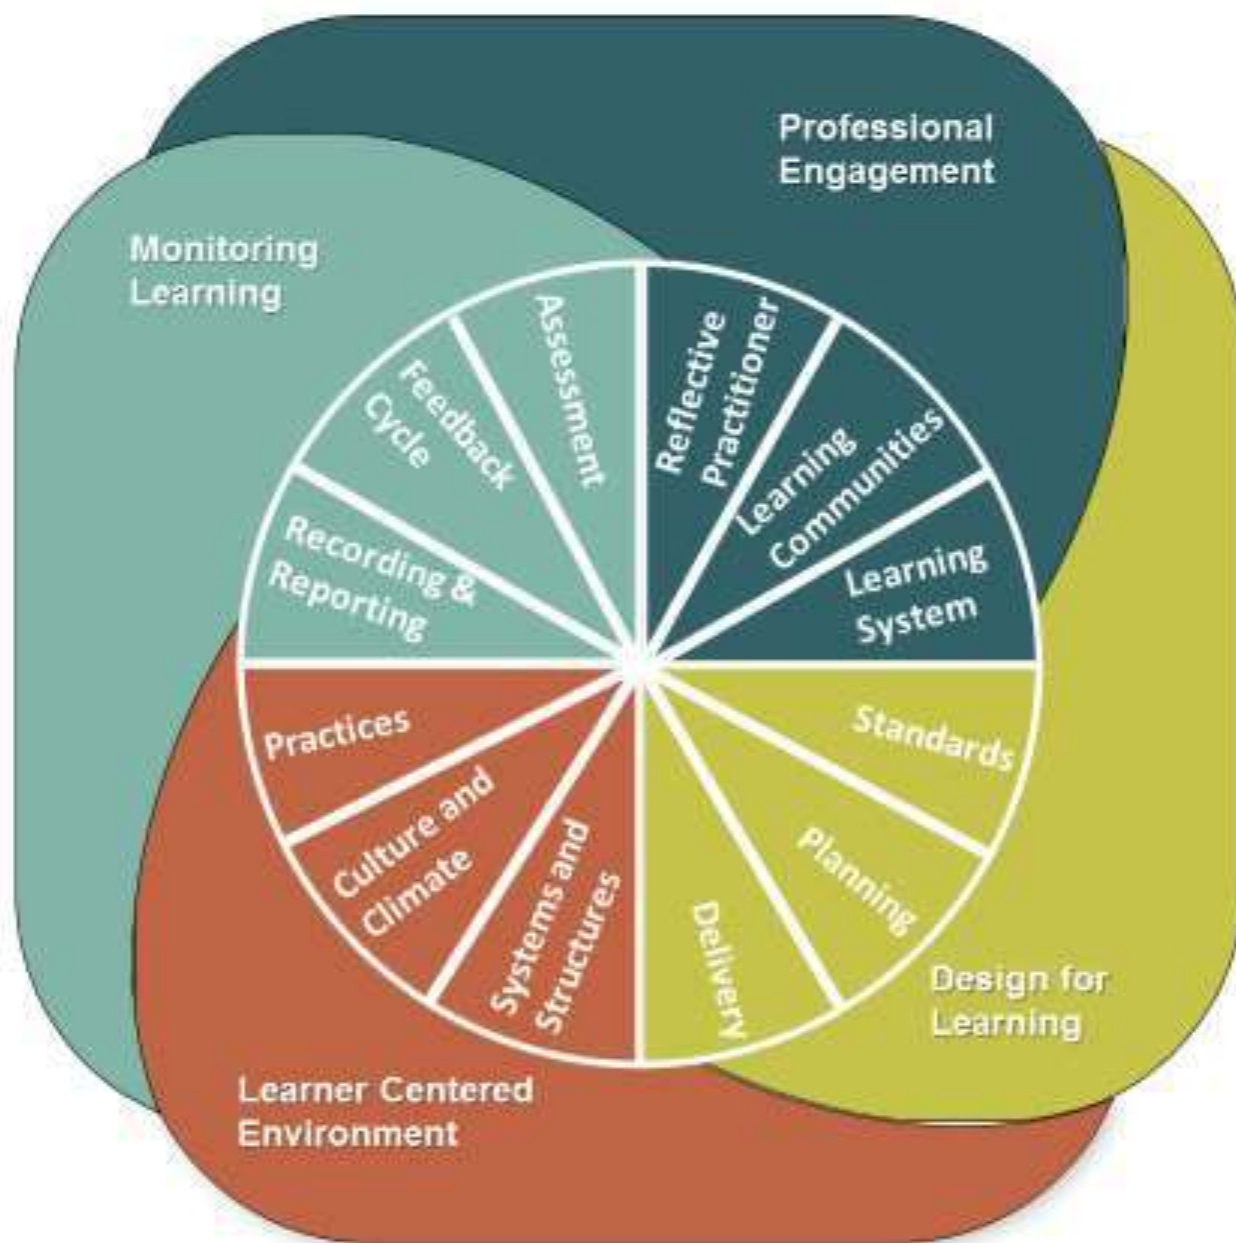 Professional
Engagement
Monitoring
Learning
Assessment
Feedback
Cycle
Recording &
Reporting
Reflective
Practitioner
Learning
Communities
Learning
System
Practices
Culture and
Climate
Systems and
Structures
Standards
Planning
Delivery
Design for
Learning
Learner Centered
Environment